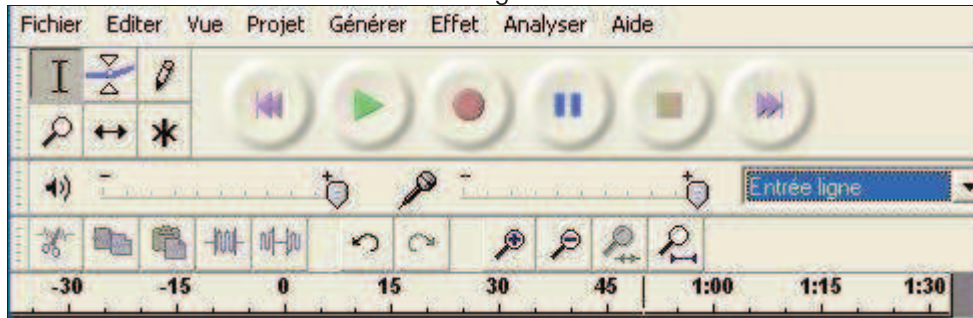 Fichier Editer Vue Projet Générer Effet Analyser Aide
Entrée ligne
-30 -15 0 15 30 45 1:00 1:15 1:30